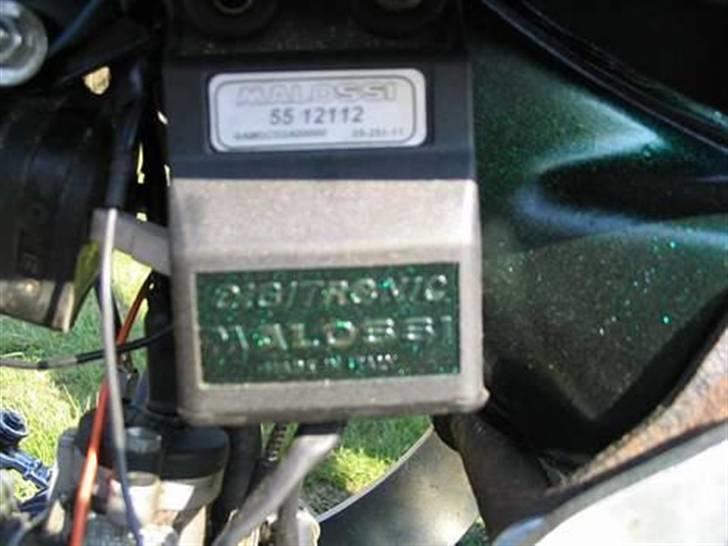 MALOSSI
55 12112
DIGITRONIC
MALOSSI
MADE IN ITALY